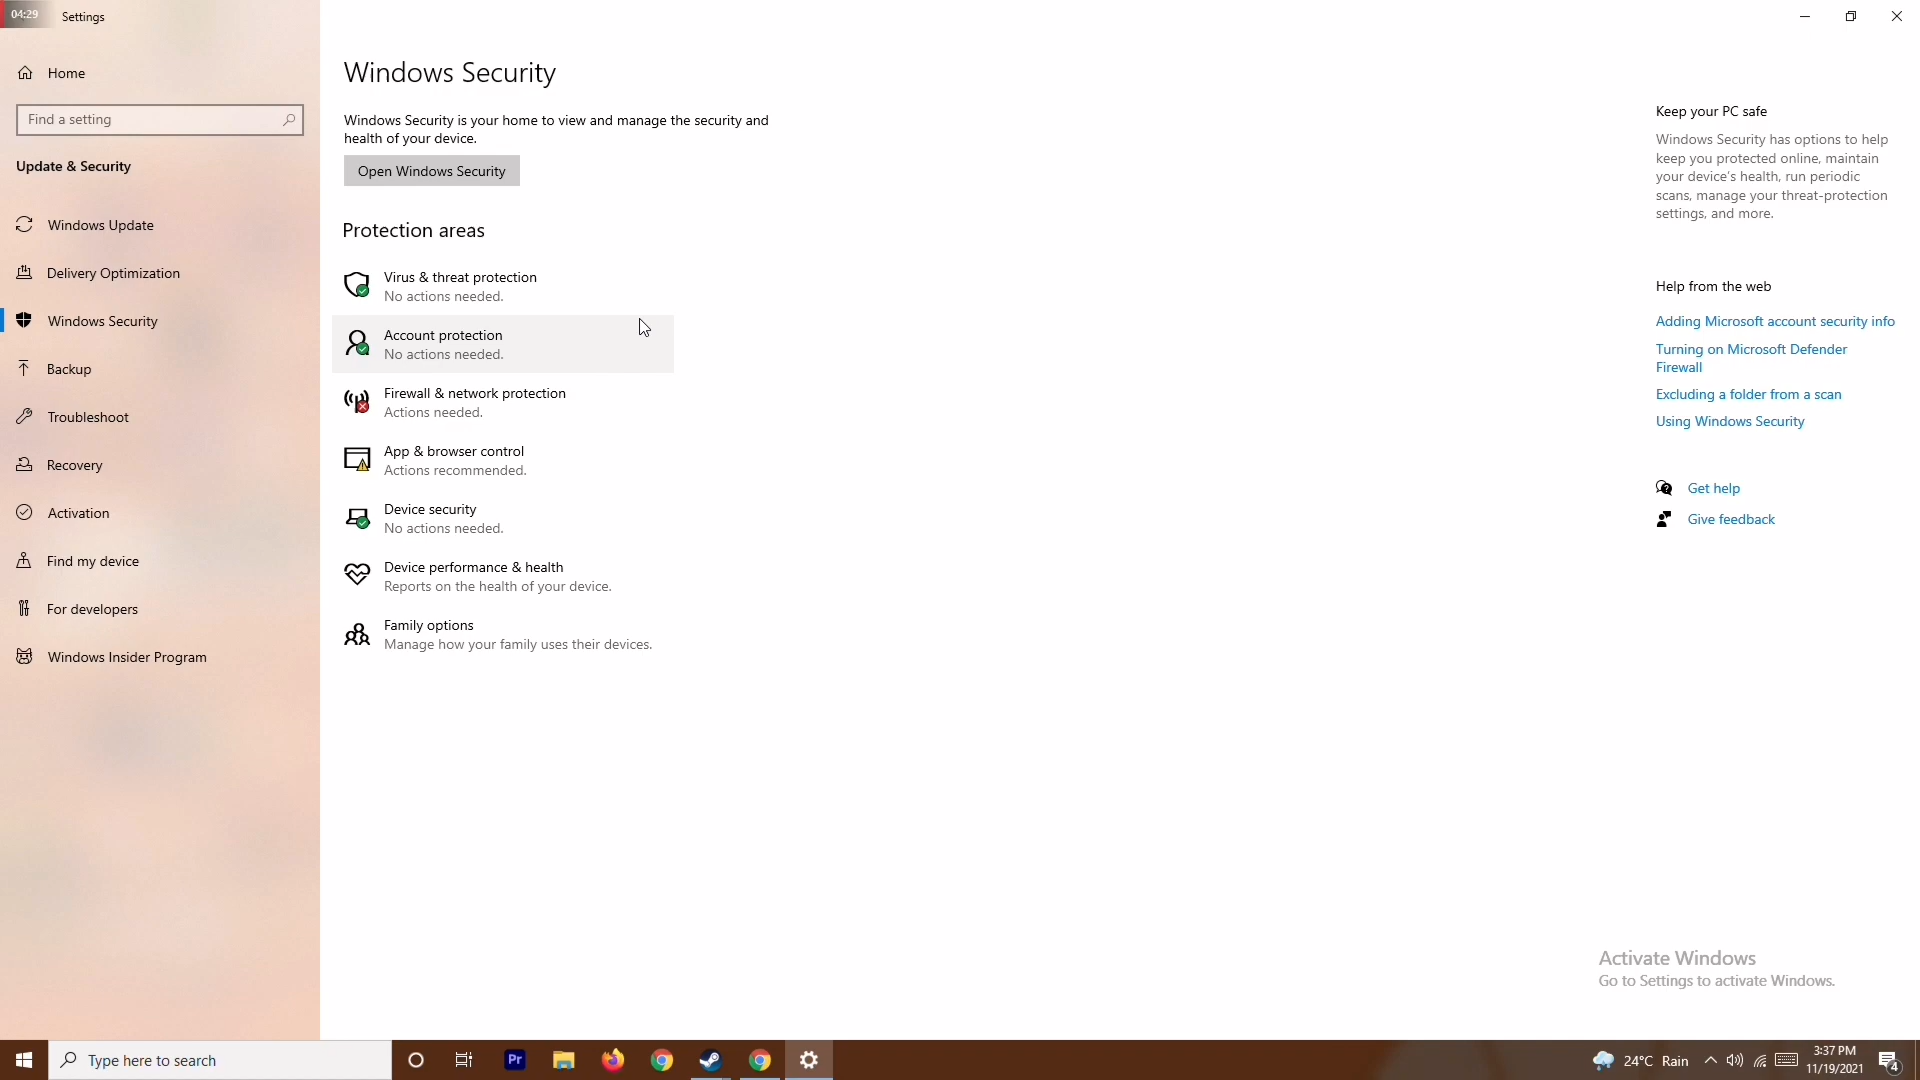 04:29
Settings
Home
Find a setting
Update & Security
Windows Update
Delivery Optimization
Windows Security
Backup
Troubleshoot
Recovery
Activation
Find my device
For developers
Windows Insider Program
Windows Security
Windows Security is your home to view and manage the security and
health of your device.
Open Windows Security
Protection areas
Virus & threat protection
No actions needed.
Account protection
No actions needed.
Firewall & network protection
Actions needed.
App & browser control
Actions recommended.
Device security
No actions needed.
Device performance & health
Reports on the health of your device.
Family options
Manage how your family uses their devices.
Keep your PC safe
Windows Security has options to help
keep you protected online, maintain
your device's health, run periodic
scans, manage your threat-protection
settings, and more.
Help from the web
Adding Microsoft account security info
Turning on Microsoft Defender
Firewall
Excluding a folder from a scan
Using Windows Security
Get help
Give feedback
Activate Windows
Go to Settings to activate Windows.
Type here to search
Pr
24°C Rain
3:37 PM
11/19/2021
4